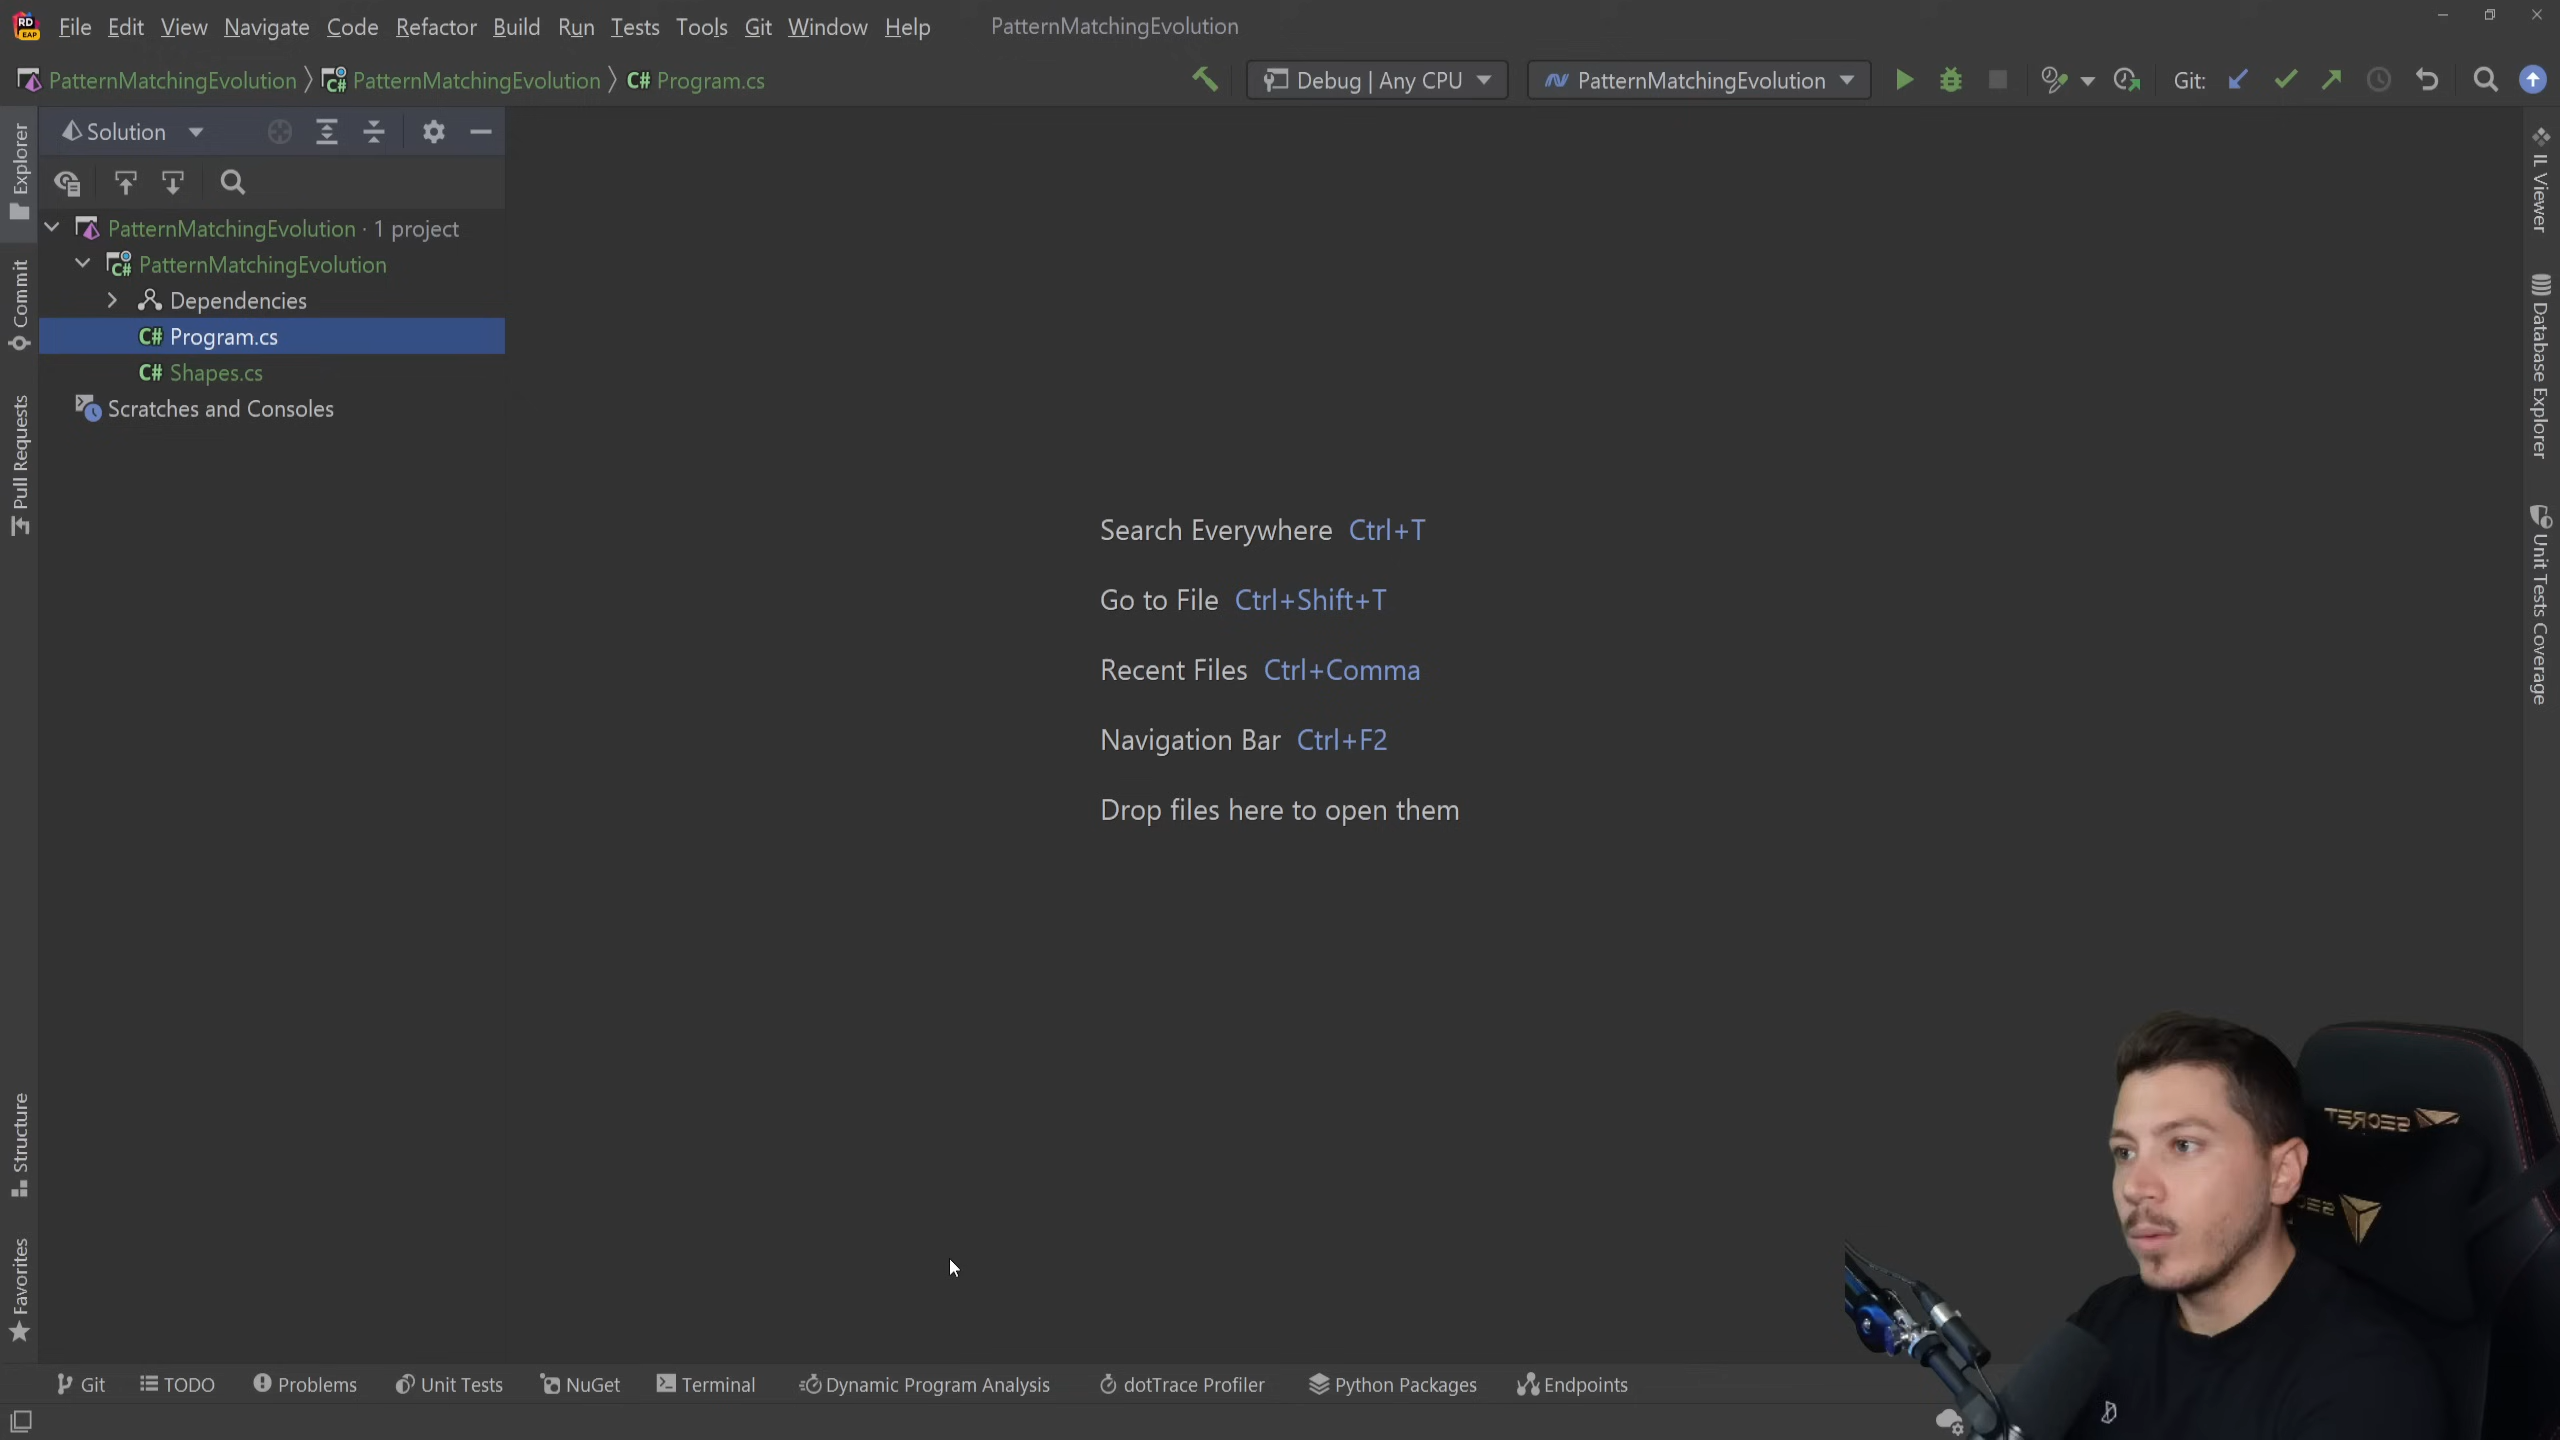 RD
EAP
File Edit View Navigate Code Refactor Build Run Tests Tools Git Window Help
PatternMatchingEvolution
PatternMatchingEvolution
C# PatternMatchingEvolution
C# Program.cs
Debug | Any CPU
PatternMatchingEvolution
Git:
Explorer
Commit
Pull Requests
Structure
Favorites
Solution
PatternMatchingEvolution · 1 project
C# PatternMatchingEvolution
Dependencies
C# Program.cs
C# Shapes.cs
Scratches and Consoles
Search Everywhere Ctrl+T
Go to File Ctrl+Shift+T
Recent Files Ctrl+Comma
Navigation Bar Ctrl+F2
Drop files here to open them
IL Viewer
Database Explorer
Unit Tests Coverage
SECRET
SEC
Git TODO Problems Unit Tests NuGet Terminal Dynamic Program Analysis dotTrace Profiler Python Packages Endpoints